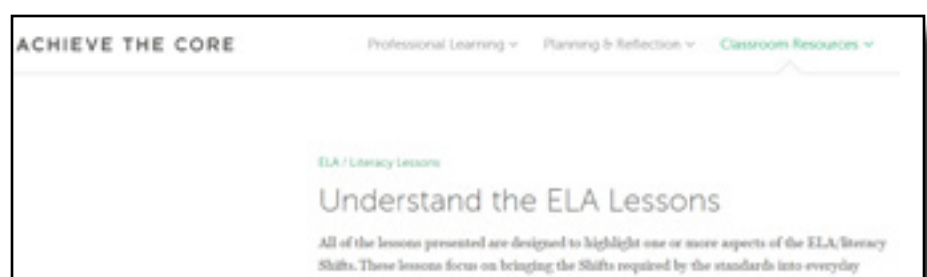 ACHIEVE THE CORE Professional Learning Planning & Reflection Classroom Resources
ELA / Literacy Lessons
Understand the ELA Lessons
All of the lessons presented are designed to highlight one or more aspects of the ELA/literacy
Shifts. These lessons focus on bringing the Shifts required by the standards into everyday